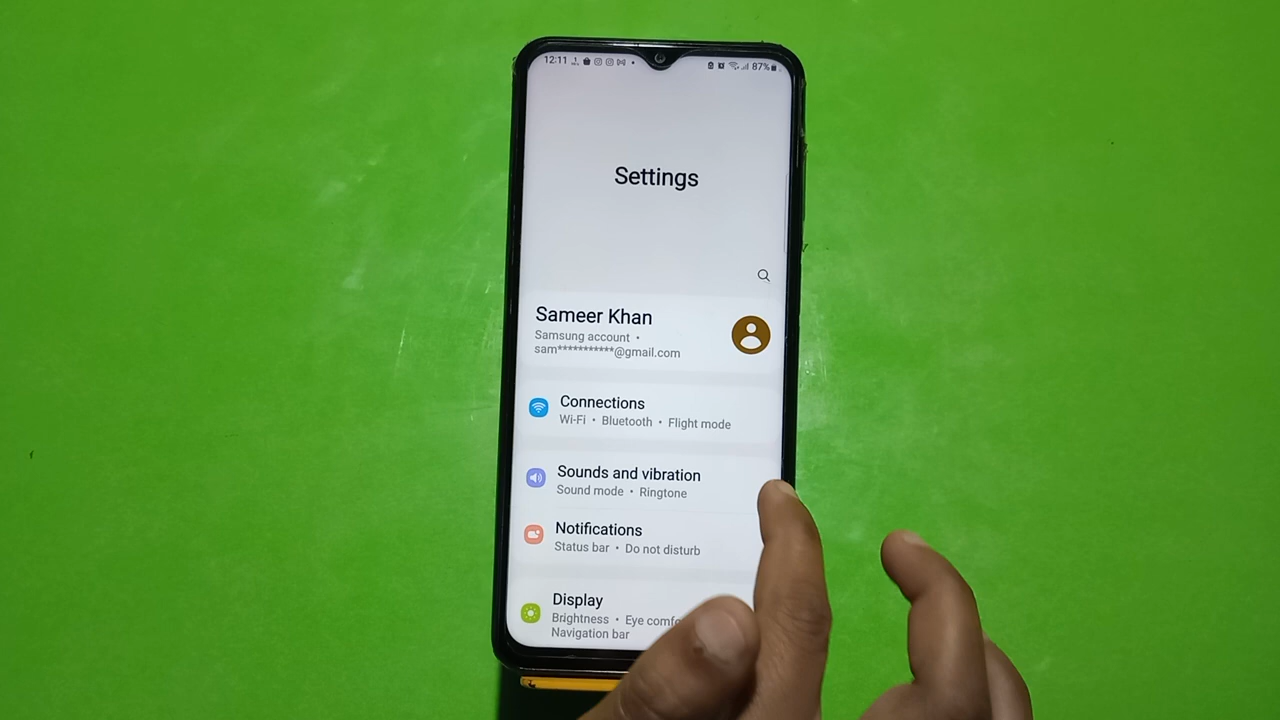 12:11 87%
Settings
Sameer Khan
Samsung account •
sam***********@gmail.com
Connections
Wi-Fi • Bluetooth • Flight mode
Sounds and vibration
Sound mode • Ringtone
Notifications
Status bar • Do not disturb
Display
Brightness • Eye
Navigation bar